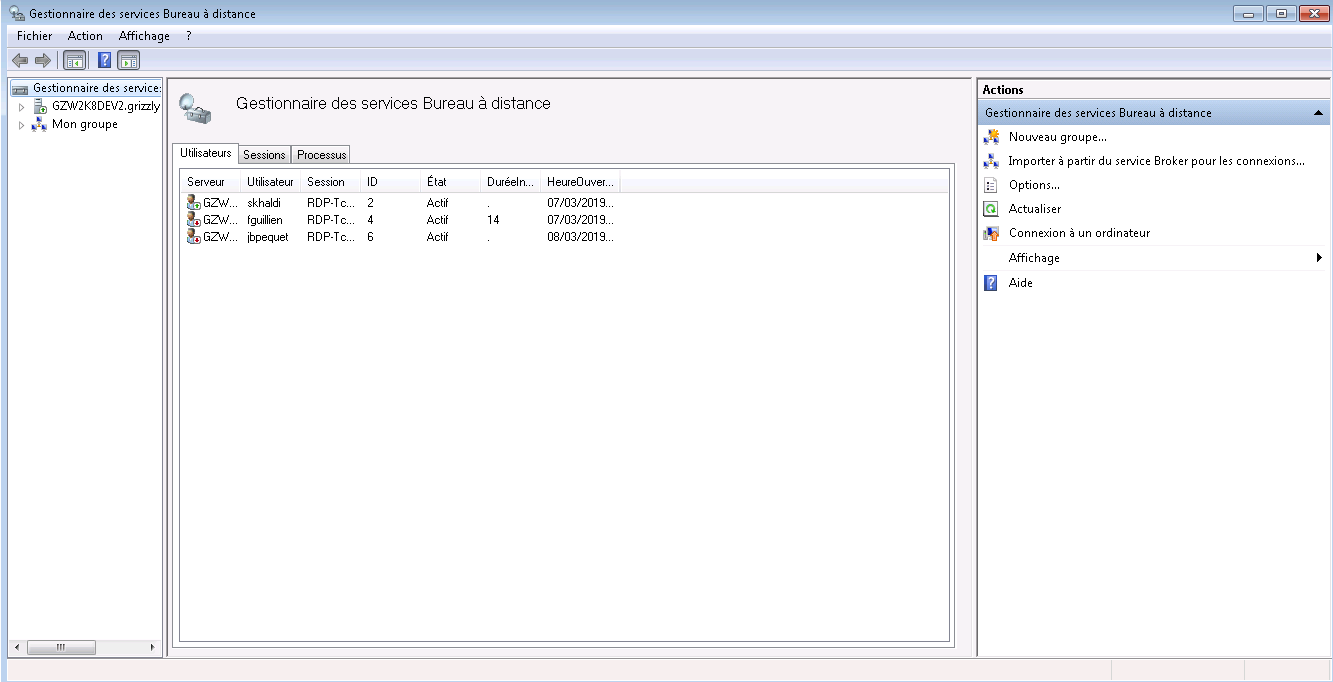 Gestionnaire des services Bureau à distance
Fichier Action Affichage ?
Gestionnaire des service
GZW2K8DEV2.grizzly
Mon groupe
Gestionnaire des services Bureau à distance
Utilisateurs Sessions Processus
Serveur Utilisateur Session ID État DuréeIn... HeureOuver...
GZW... skhaldi RDP-Tc... 2 Actif . 07/03/2019...
GZW... fguillien RDP-Tc... 4 Actif 14 07/03/2019...
GZW... jbpequet RDP-Tc... 6 Actif . 08/03/2019...
Actions
Gestionnaire des services Bureau à distance
Nouveau groupe...
Importer à partir du service Broker pour les connexions...
Options...
Actualiser
Connexion à un ordinateur
Affichage
Aide